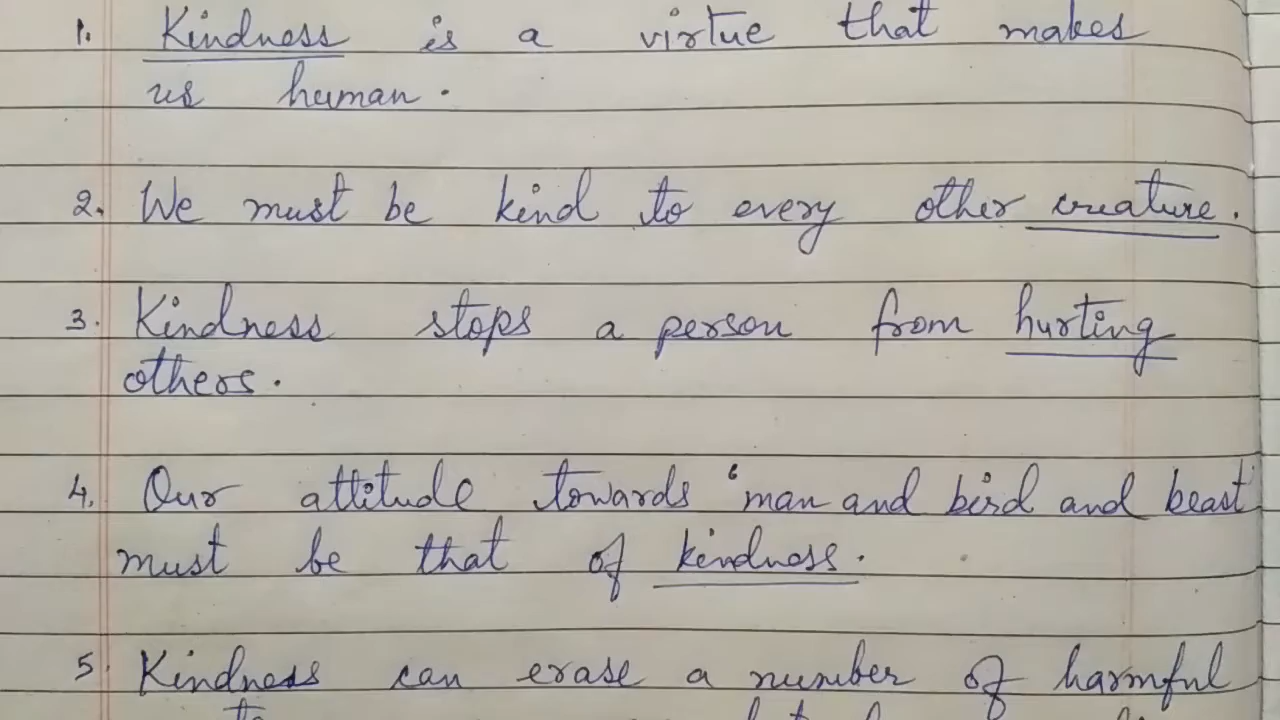 1. Kindness is a virtue that makes
us human.
2. We must be kind to every other creature.
3. Kindness stops a person from hurting
others.
4. Our attitude towards 'man and bird and beast
must be that of kindness.
5. Kindness can erase a number of harmful